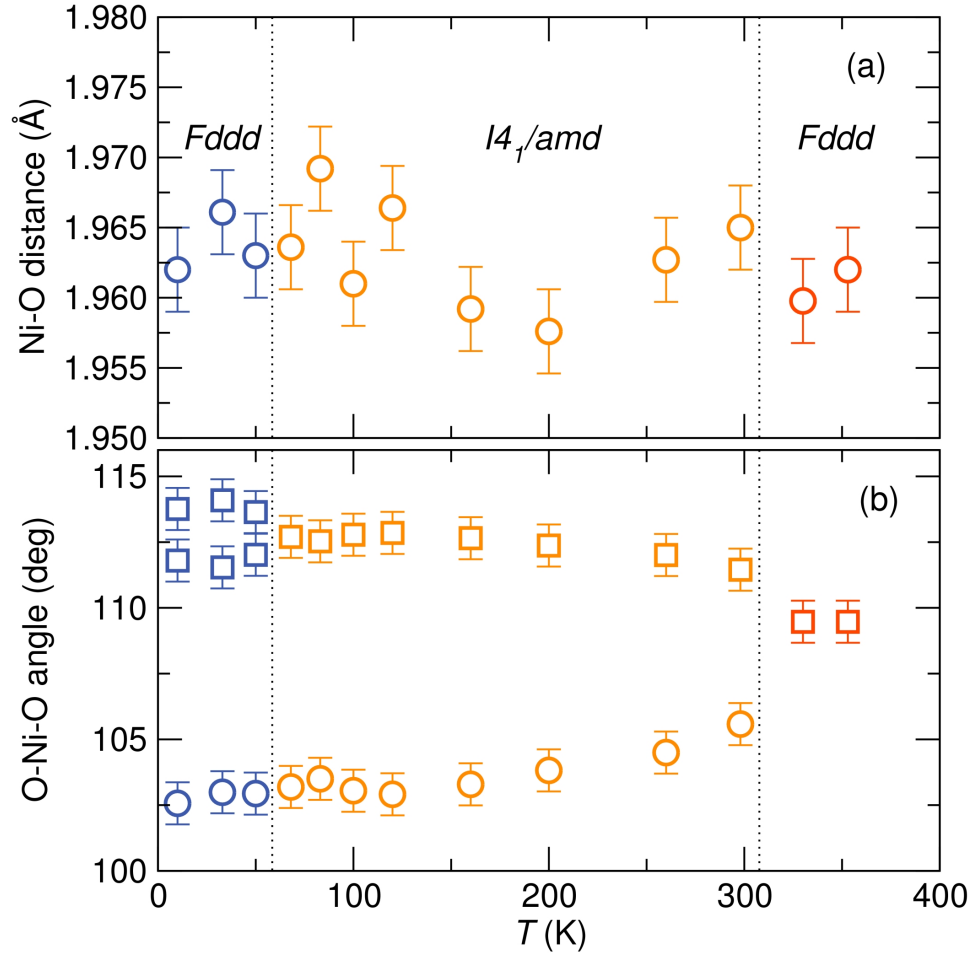 1.980
1.975
1.970
1.965
1.960
1.955
1.950
Ni-O distance (Å)
(a)
Fddd
I4₁/amd
Fddd
115
110
105
100
O-Ni-O angle (deg)
(b)
0
100
200
300
400
T (K)